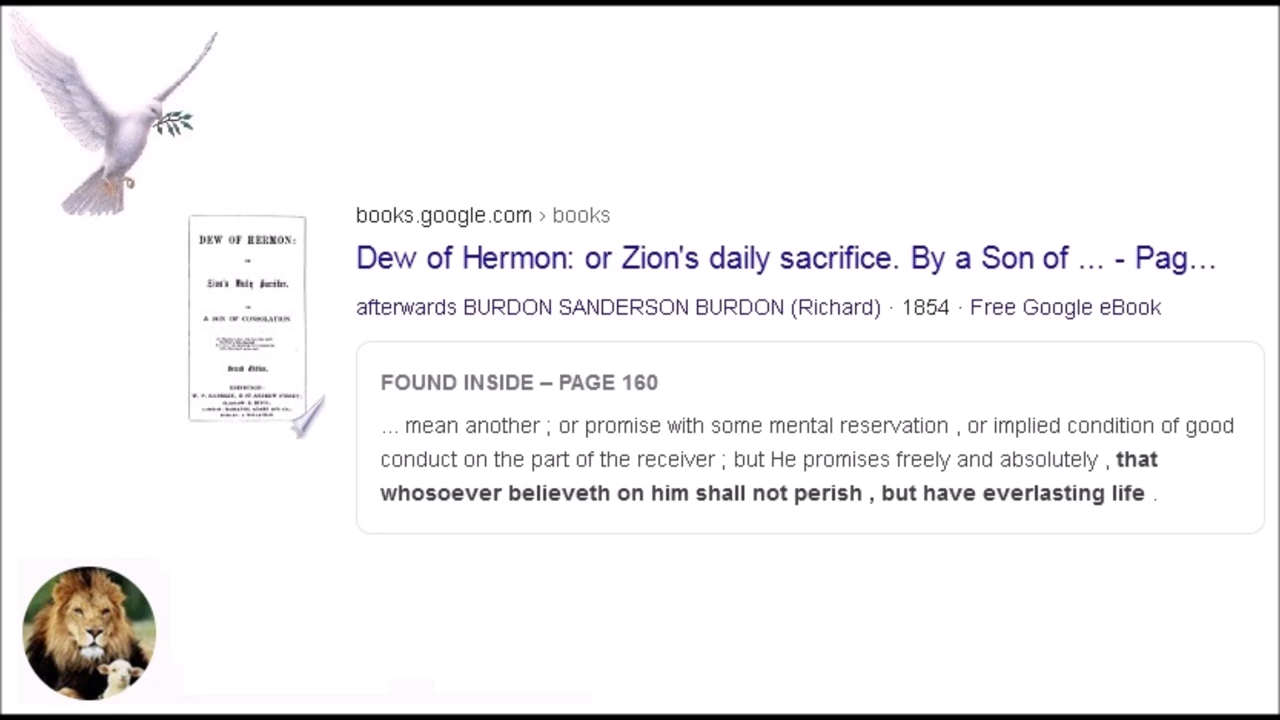 books.google.com › books
Dew of Hermon: or Zion's daily sacrifice. By a Son of ... - Pag...
afterwards BURDON SANDERSON BURDON (Richard) · 1854 · Free Google eBook
FOUND INSIDE – PAGE 160
... mean another ; or promise with some mental reservation , or implied condition of good
conduct on the part of the receiver ; but He promises freely and absolutely , that
whosoever believeth on him shall not perish , but have everlasting life .
DEW OF HERMON:
OR
Zion's Daily Sacrifice.
A SON OF CONSOLATION.